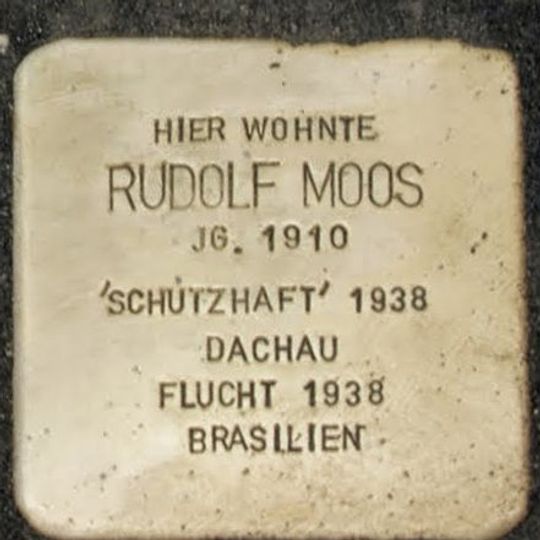 HIER WOHNTE
RUDOLF MOOS
JG. 1910
'SCHUTZHAFT' 1938
DACHAU
FLUCHT 1938
BRASILIEN